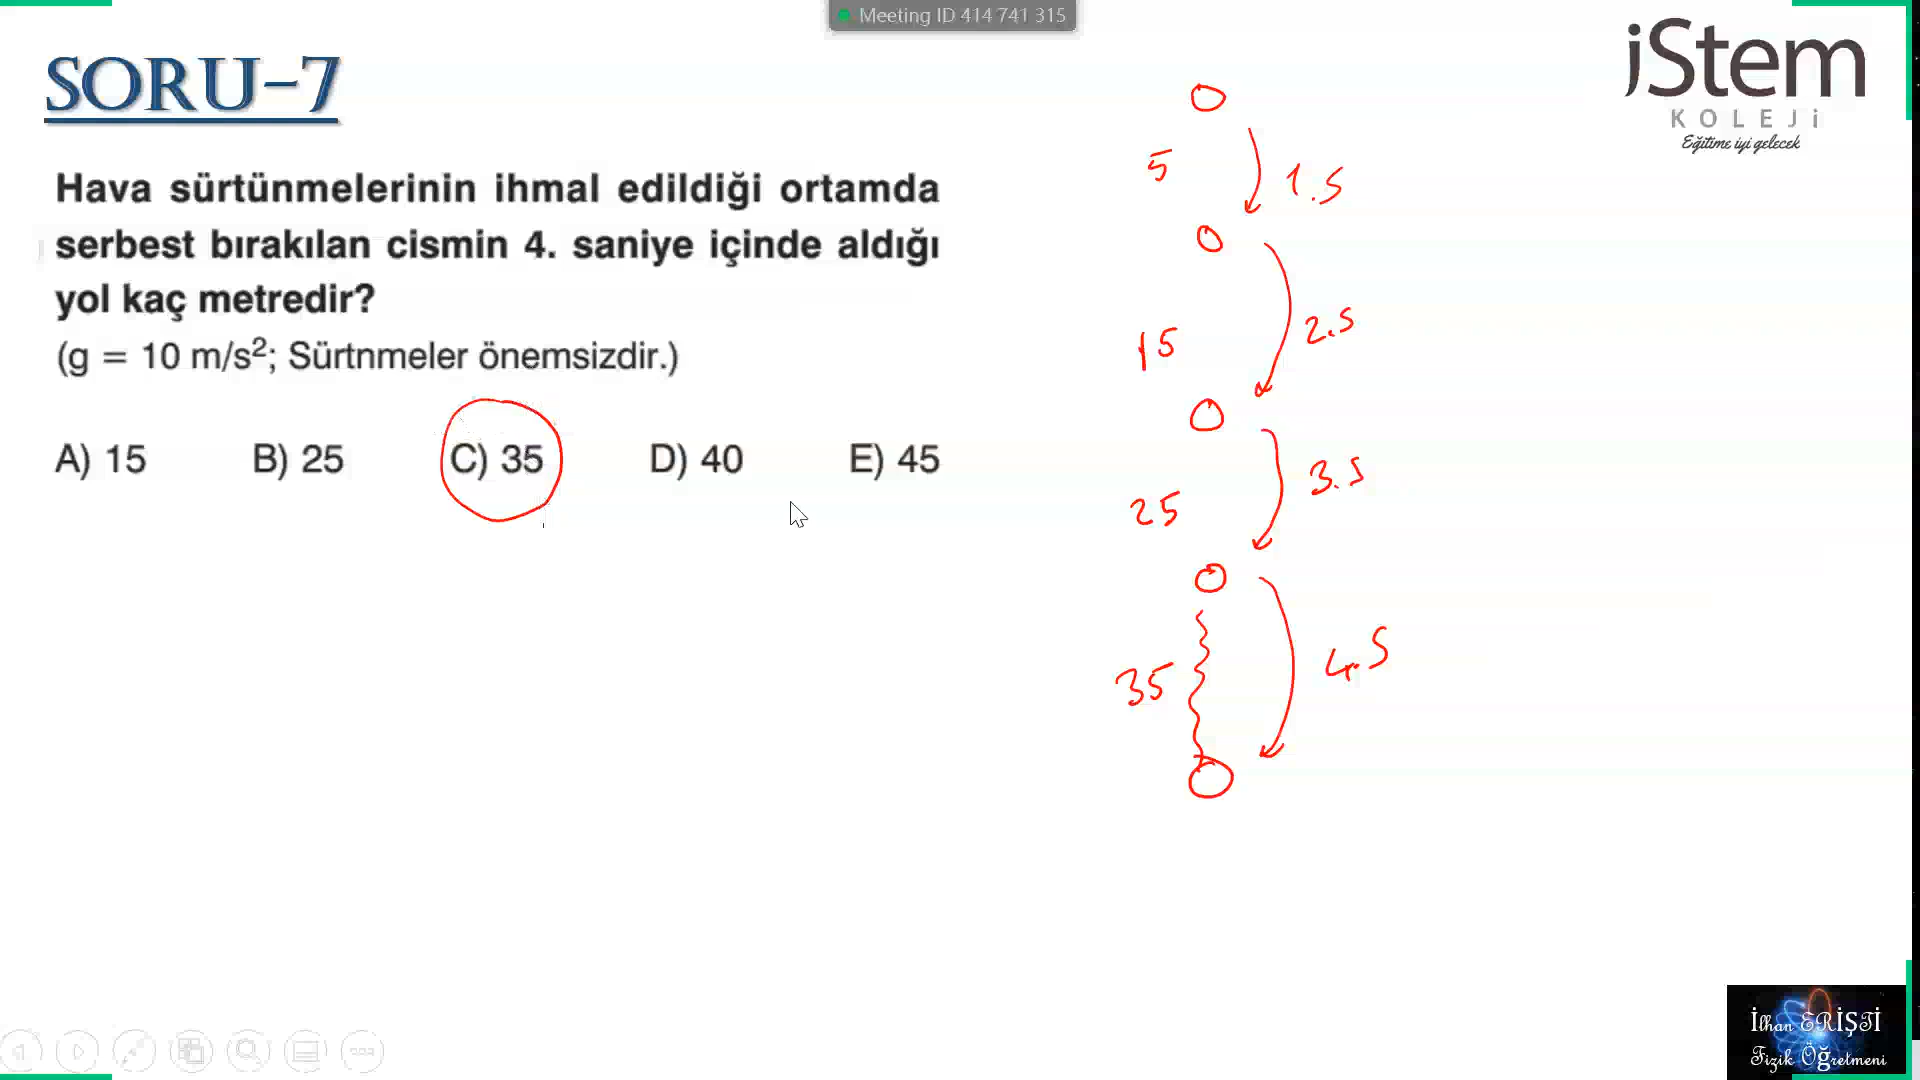 Meeting ID 414 741 315
SORU-7
iStem
KOLEJi
Eğitime iyi gelecek
Hava sürtünmelerinin ihmal edildiği ortamda
serbest bırakılan cismin 4. saniye içinde aldığı
yol kaç metredir?
(g = 10 m/s²; Sürtnmeler önemsizdir.)
A) 15 B) 25 C) 35 D) 40 E) 45
5 1.s
15 2.s
25 3.s
35 4.s
İlhan ERİŞTİ
Fizik Öğretmeni